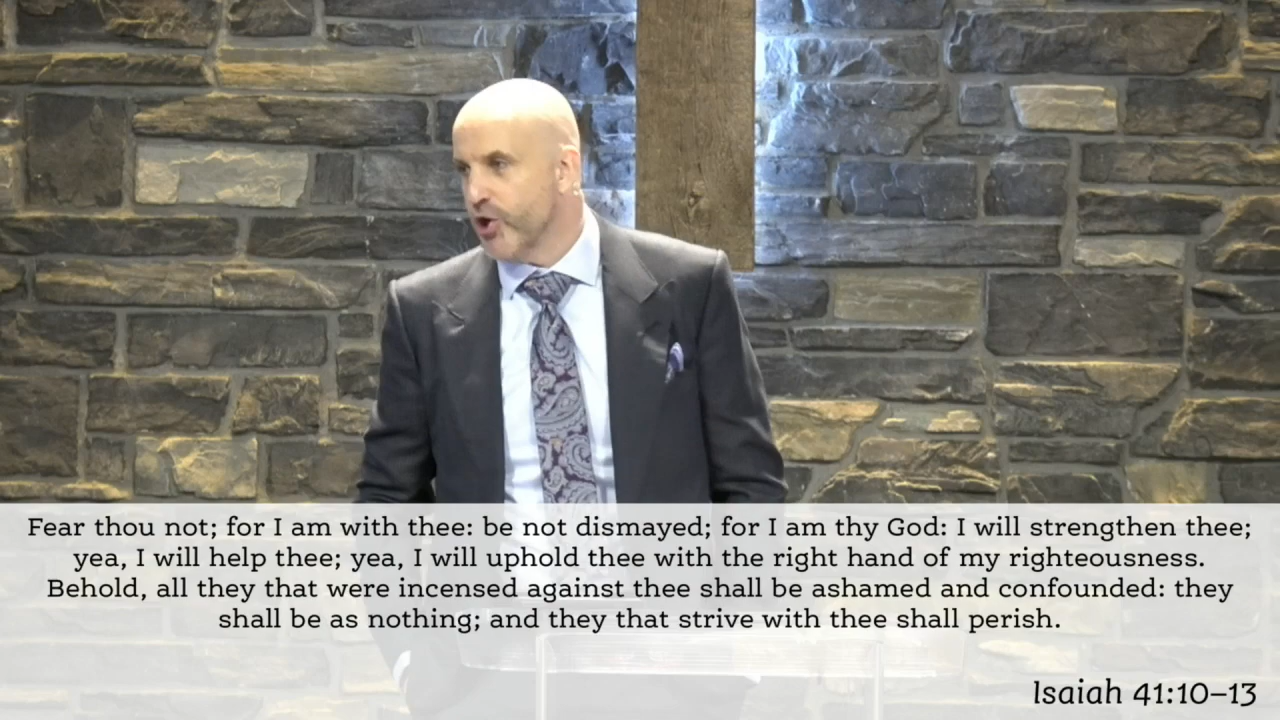 Fear thou not; for I am with thee: be not dismayed; for I am thy God: I will strengthen thee;
yea, I will help thee; yea, I will uphold thee with the right hand of my righteousness.
Behold, all they that were incensed against thee shall be ashamed and confounded: they
shall be as nothing; and they that strive with thee shall perish.
Isaiah 41:10–13